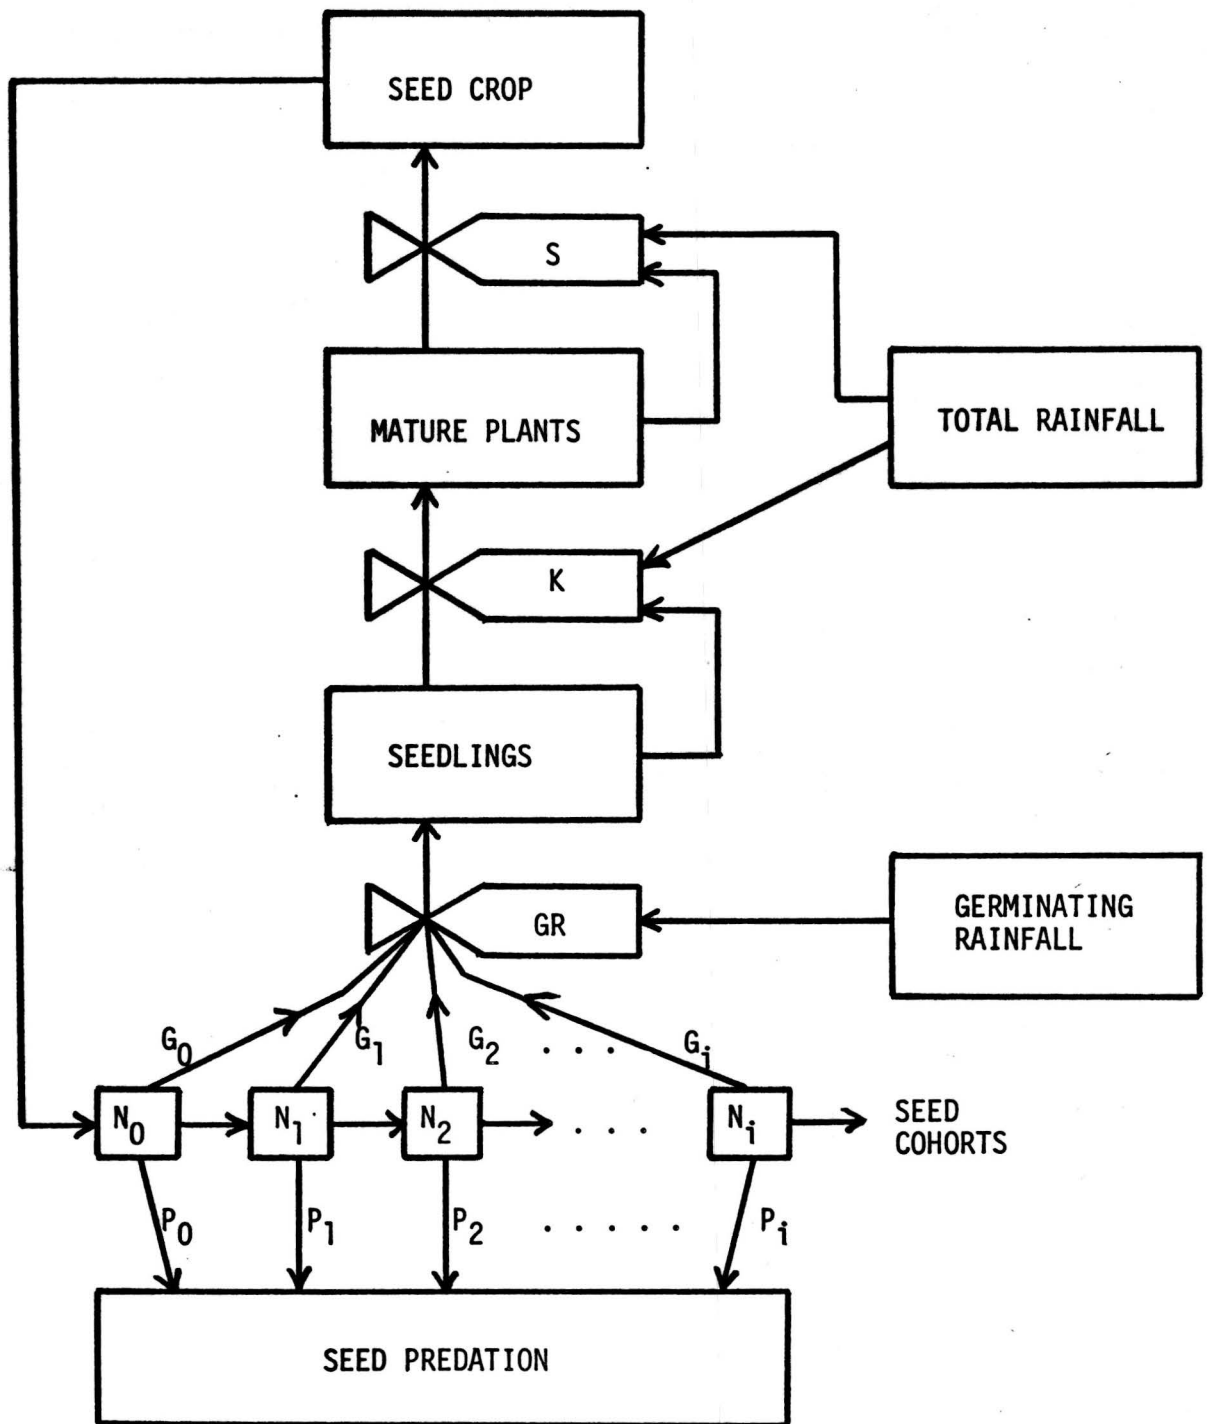 SEED CROP
S
MATURE PLANTS
TOTAL RAINFALL
K
SEEDLINGS
GR
GERMINATING
RAINFALL
G₀ G₁ G₂ . . . Gᵢ
N₀ N₁ N₂ . . . Nᵢ
SEED
COHORTS
P₀ P₁ P₂ . . . . . Pᵢ
SEED PREDATION